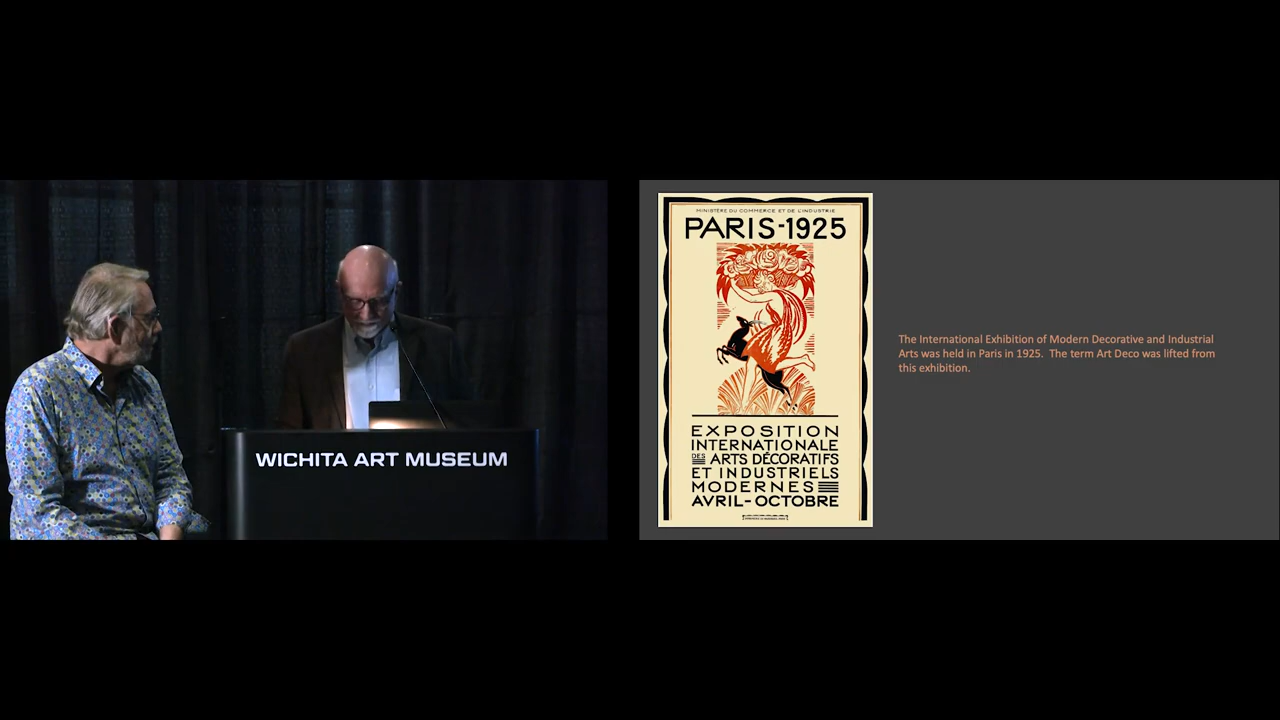 WICHITA ART MUSEUM
MINISTÈRE DU COMMERCE ET DE L'INDUSTRIE
PARIS-1925
EXPOSITION
INTERNATIONALE
DES ARTS DÉCORATIFS
ET INDUSTRIELS
MODERNES
AVRIL-OCTOBRE
The International Exhibition of Modern Decorative and Industrial
Arts was held in Paris in 1925.  The term Art Deco was lifted from
this exhibition.